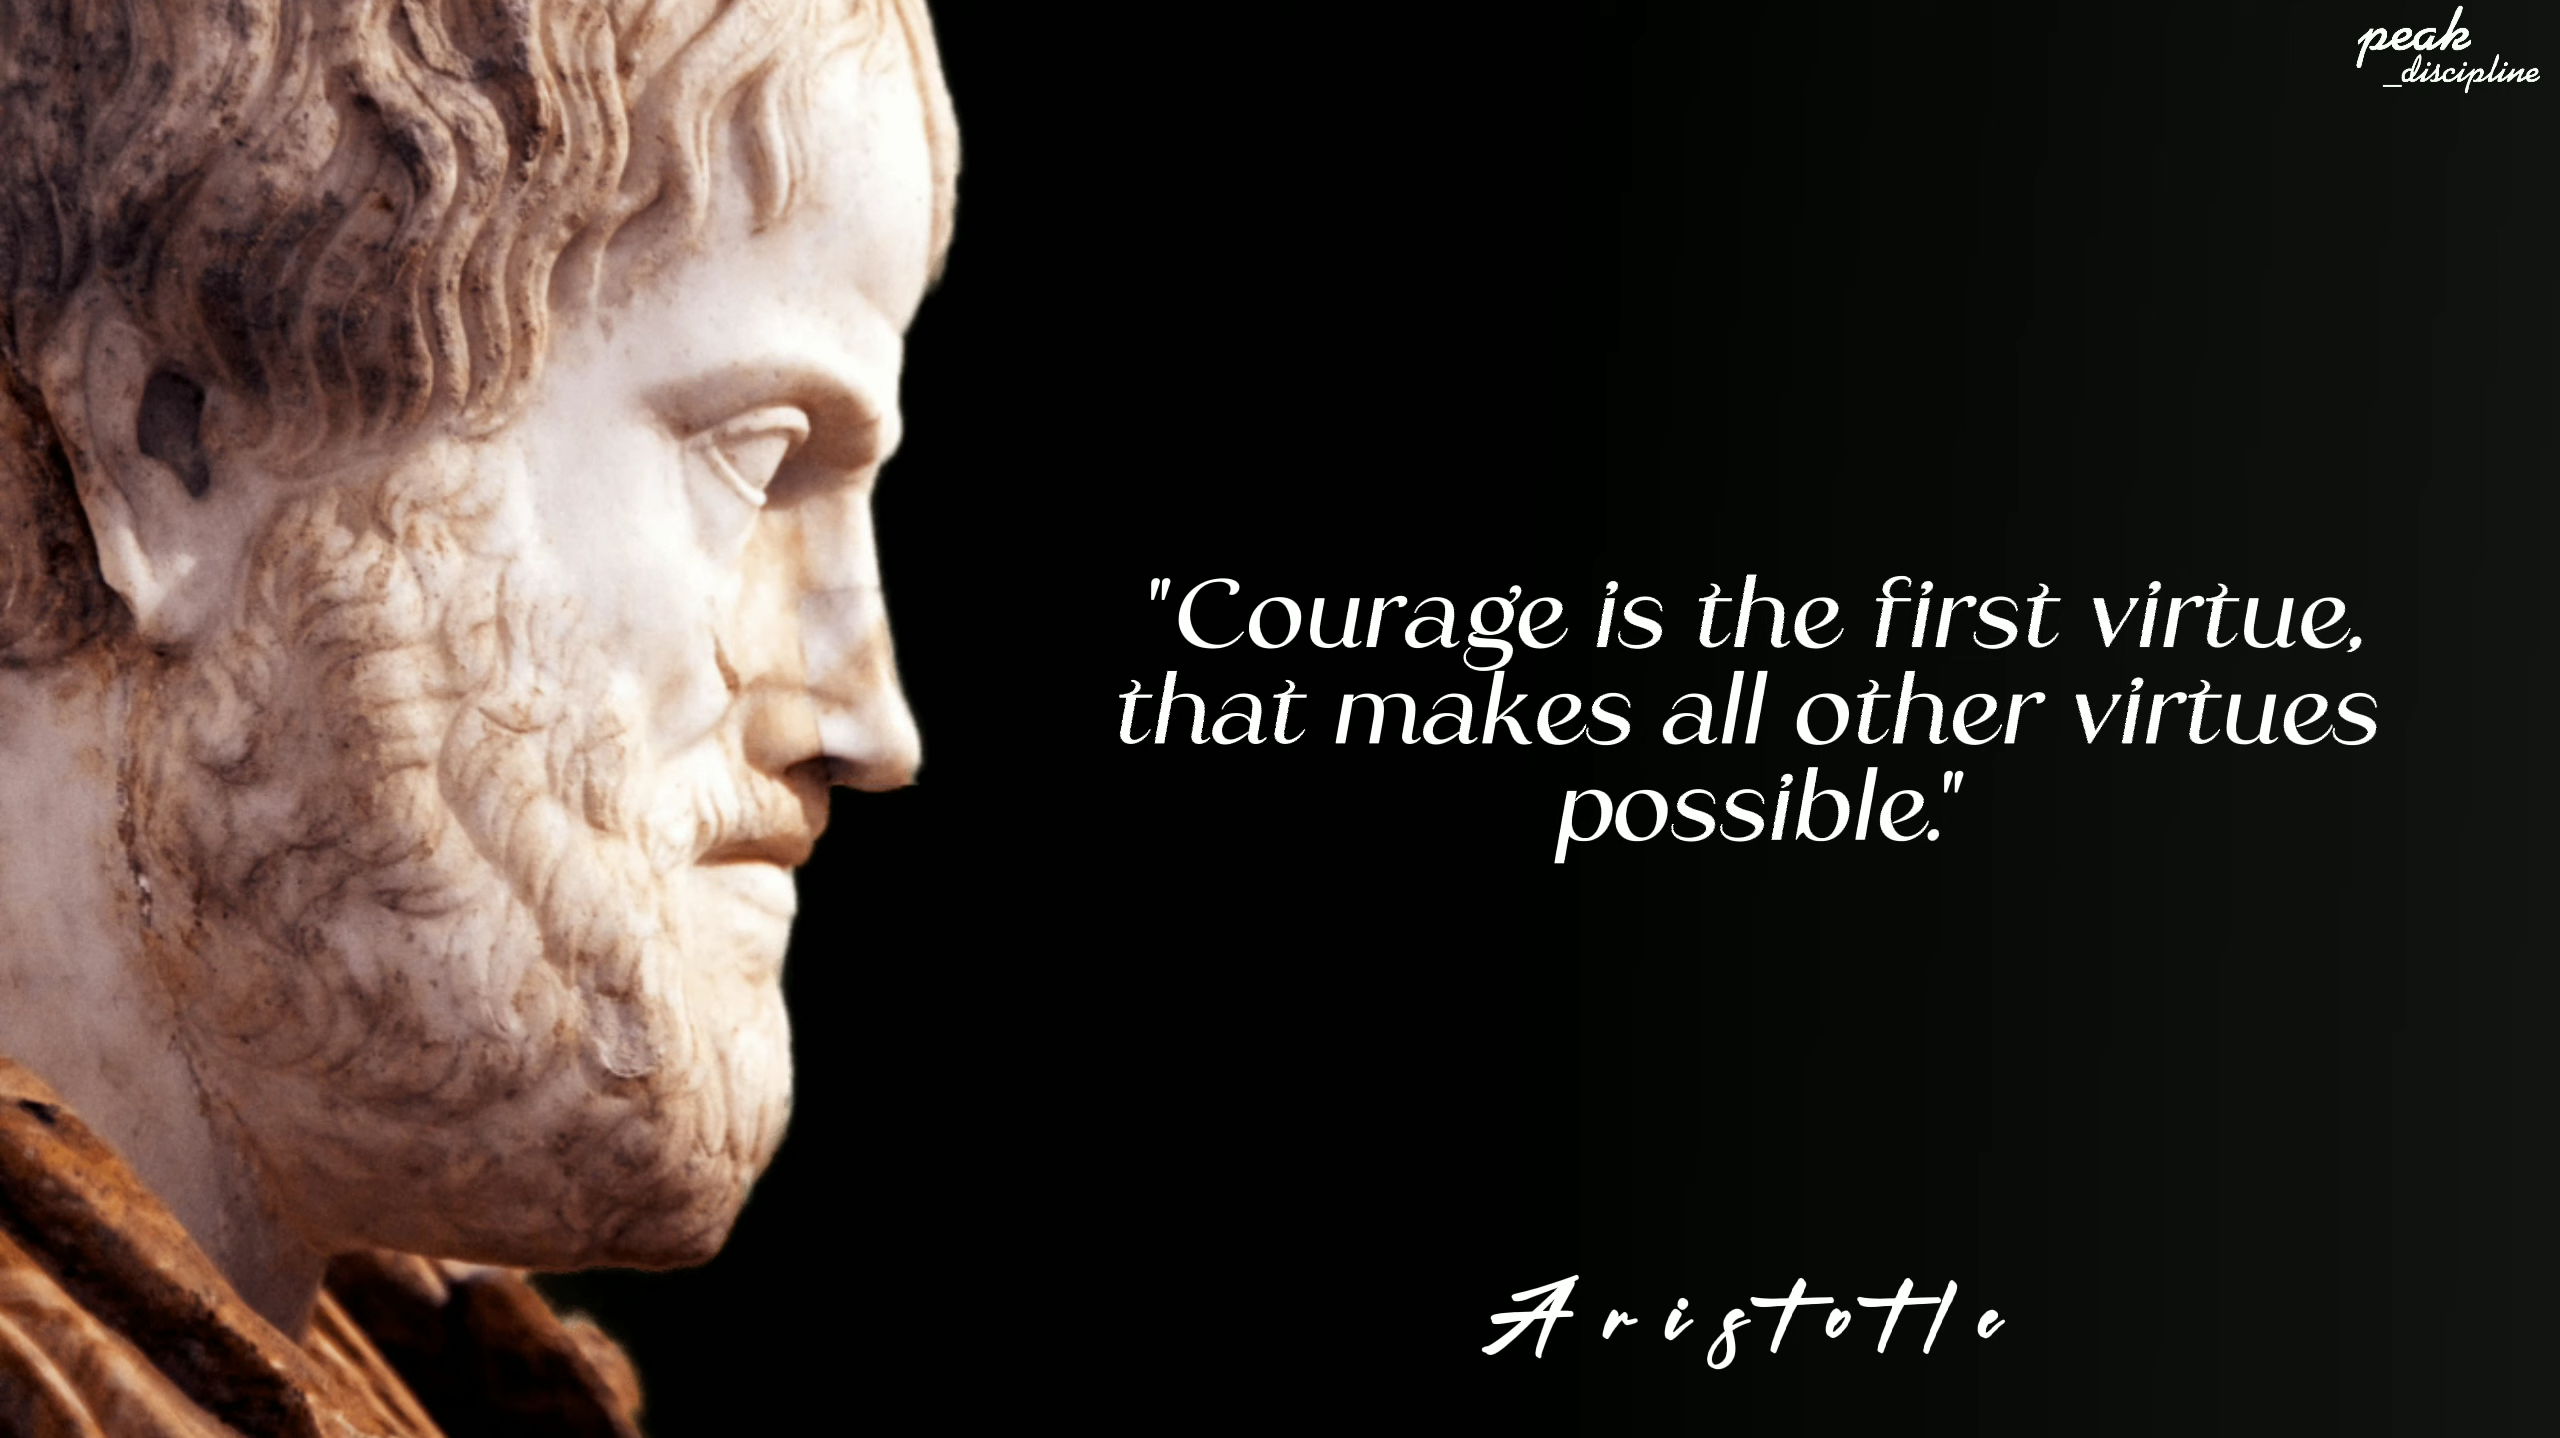 peak
_discipline
"Courage is the first virtue,
that makes all other virtues
possible."
Aristotle